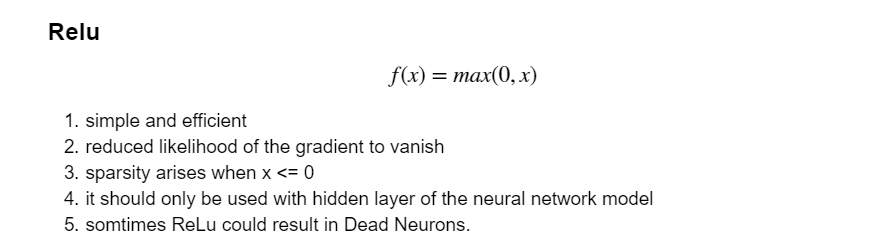 Relu
f(x) = max(0, x)
1. simple and efficient
2. reduced likelihood of the gradient to vanish
3. sparsity arises when x <= 0
4. it should only be used with hidden layer of the neural network model
5. somtimes ReLu could result in Dead Neurons.